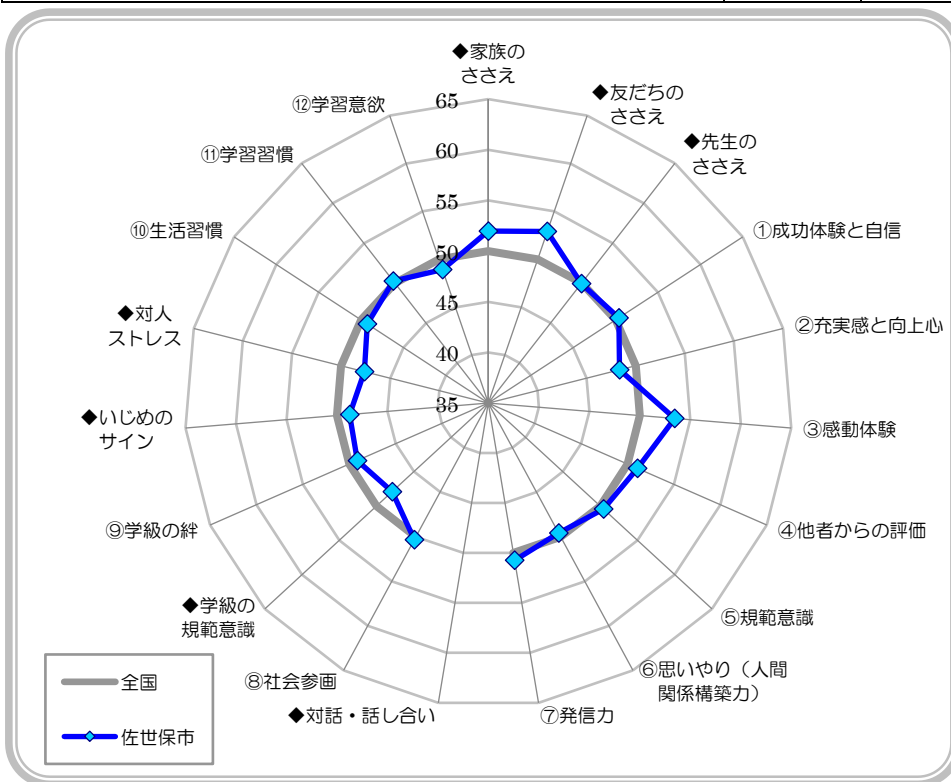 ◆家族の
ささえ
◆友だちの
ささえ
◆先生の
ささえ
①成功体験と自信
②充実感と向上心
③感動体験
④他者からの評価
⑤規範意識
⑥思いやり（人間
関係構築力）
⑦発信力
◆対話・話し合い
⑧社会参画
◆学級の
規範意識
⑨学級の絆
◆いじめの
サイン
◆対人
ストレス
⑩生活習慣
⑪学習習慣
⑫学習意欲
65
60
55
50
45
40
35
全国
佐世保市